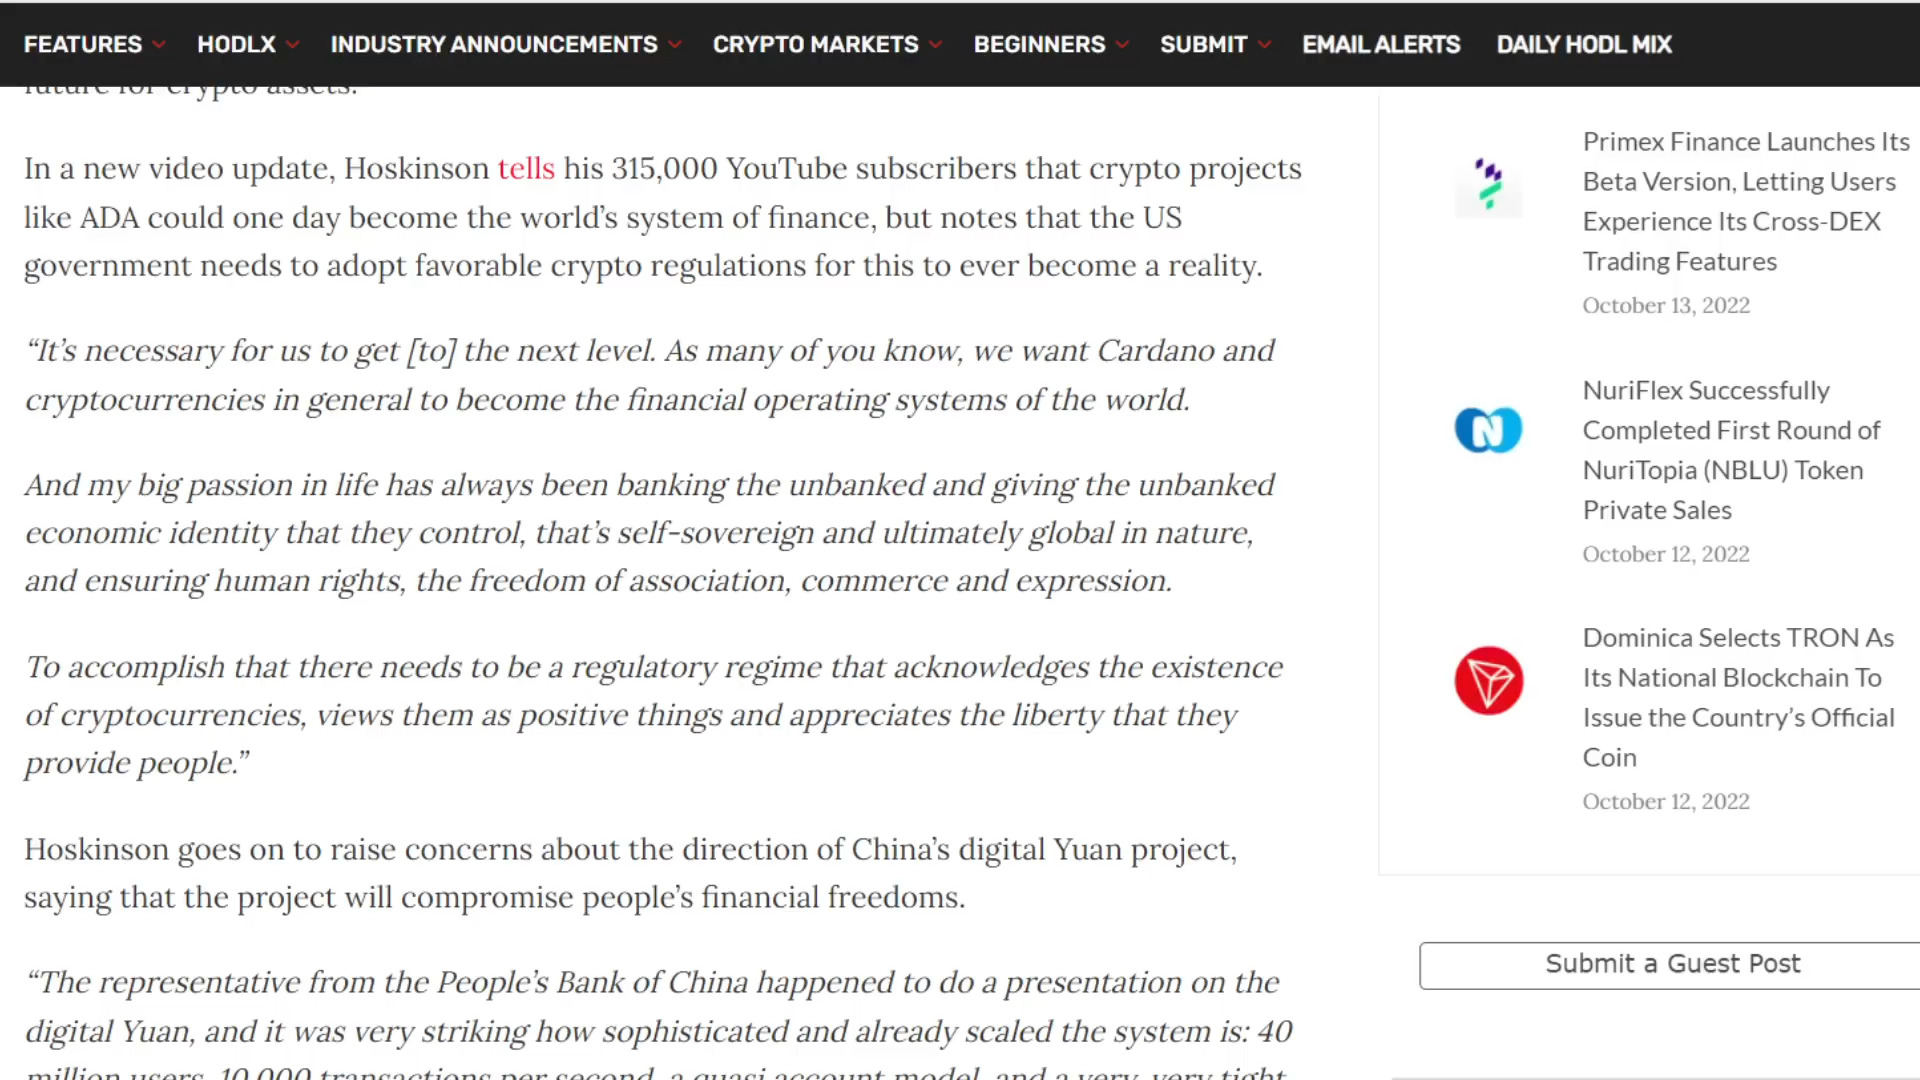 FEATURES HODLX INDUSTRY ANNOUNCEMENTS CRYPTO MARKETS BEGINNERS SUBMIT EMAIL ALERTS DAILY HODL MIX
future for crypto assets.
In a new video update, Hoskinson tells his 315,000 YouTube subscribers that crypto projects
like ADA could one day become the world’s system of finance, but notes that the US
government needs to adopt favorable crypto regulations for this to ever become a reality.
“It’s necessary for us to get [to] the next level. As many of you know, we want Cardano and
cryptocurrencies in general to become the financial operating systems of the world.
And my big passion in life has always been banking the unbanked and giving the unbanked
economic identity that they control, that’s self-sovereign and ultimately global in nature,
and ensuring human rights, the freedom of association, commerce and expression.
To accomplish that there needs to be a regulatory regime that acknowledges the existence
of cryptocurrencies, views them as positive things and appreciates the liberty that they
provide people.”
Hoskinson goes on to raise concerns about the direction of China’s digital Yuan project,
saying that the project will compromise people’s financial freedoms.
“The representative from the People’s Bank of China happened to do a presentation on the
digital Yuan, and it was very striking how sophisticated and already scaled the system is: 40
million users, 10,000 transactions per second, a quasi account model, and a very, very tight
Primex Finance Launches Its
Beta Version, Letting Users
Experience Its Cross-DEX
Trading Features
October 13, 2022
N
NuriFlex Successfully
Completed First Round of
NuriTopia (NBLU) Token
Private Sales
October 12, 2022
Dominica Selects TRON As
Its National Blockchain To
Issue the Country’s Official
Coin
October 12, 2022
Submit a Guest Post